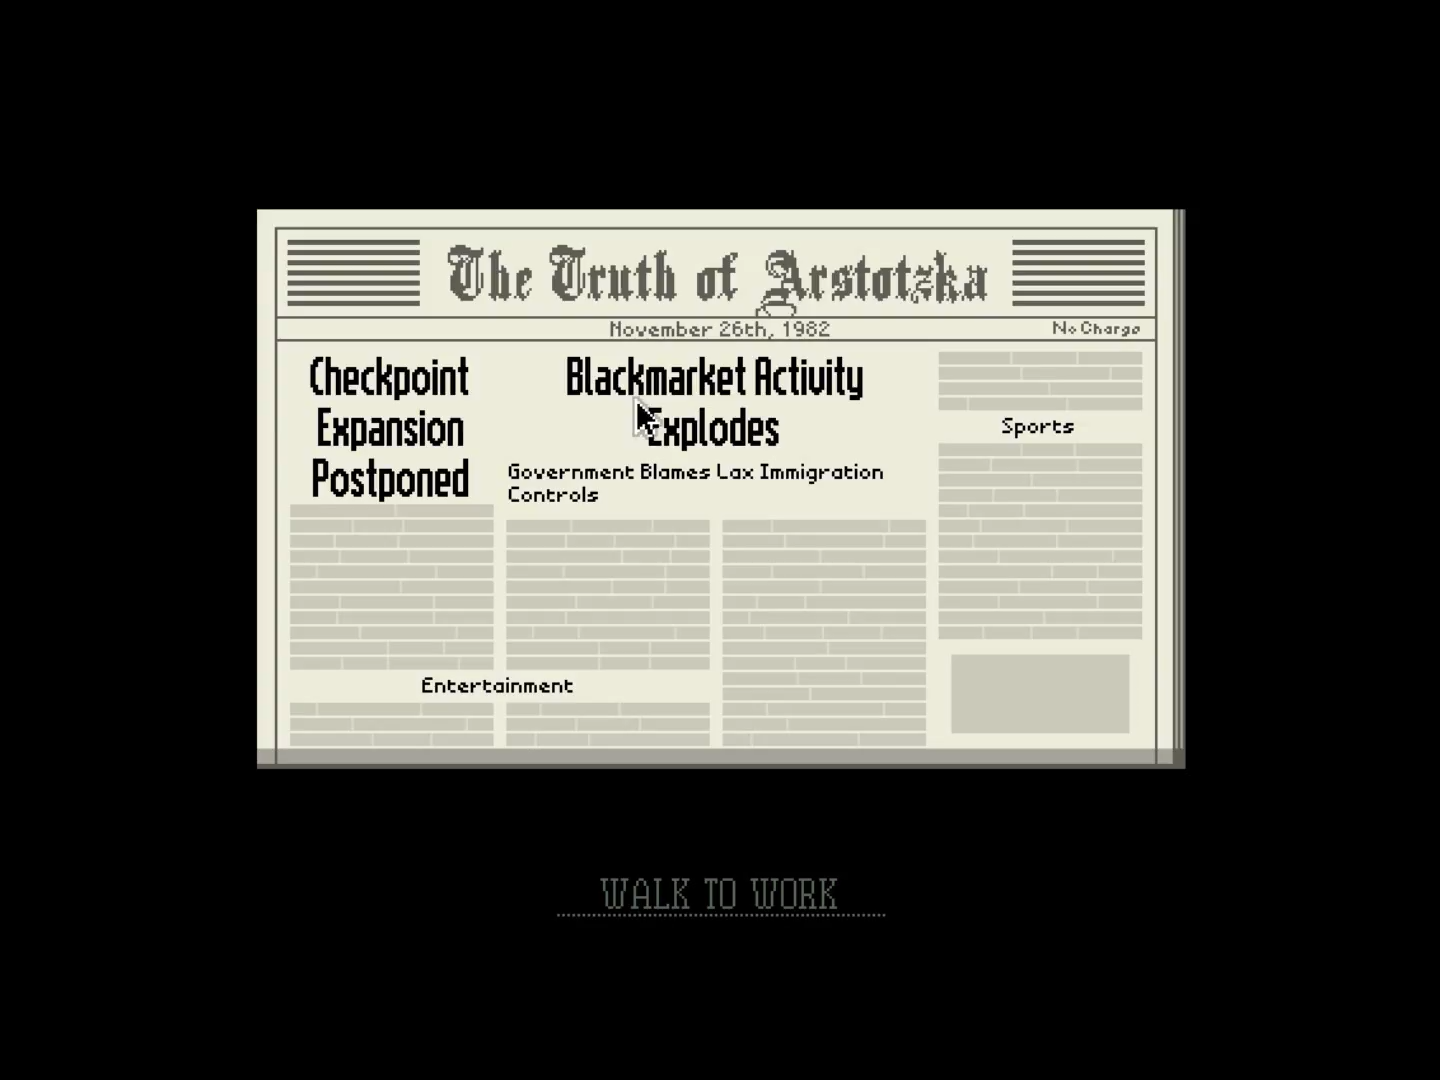 The Truth of Arstotzka
November 26th, 1982
No Charge
Checkpoint
Expansion
Postponed
Blackmarket Activity
Explodes
Government Blames Lax Immigration
Controls
Sports
Entertainment
WALK TO WORK